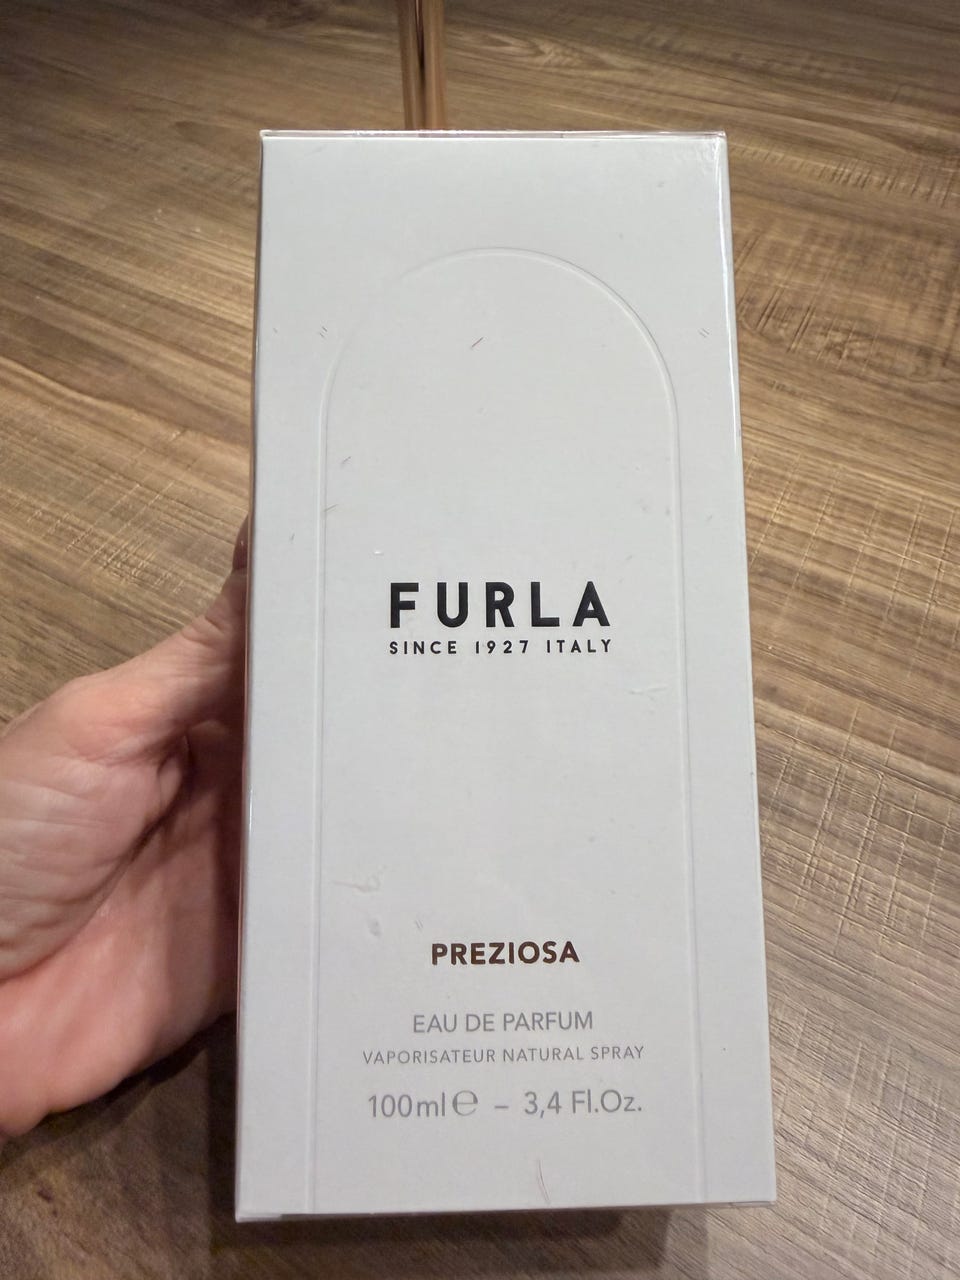 FURLA
SINCE 1927 ITALY
PREZIOSA
EAU DE PARFUM
VAPORISATEUR NATURAL SPRAY
100ml ℮ – 3,4 Fl.Oz.